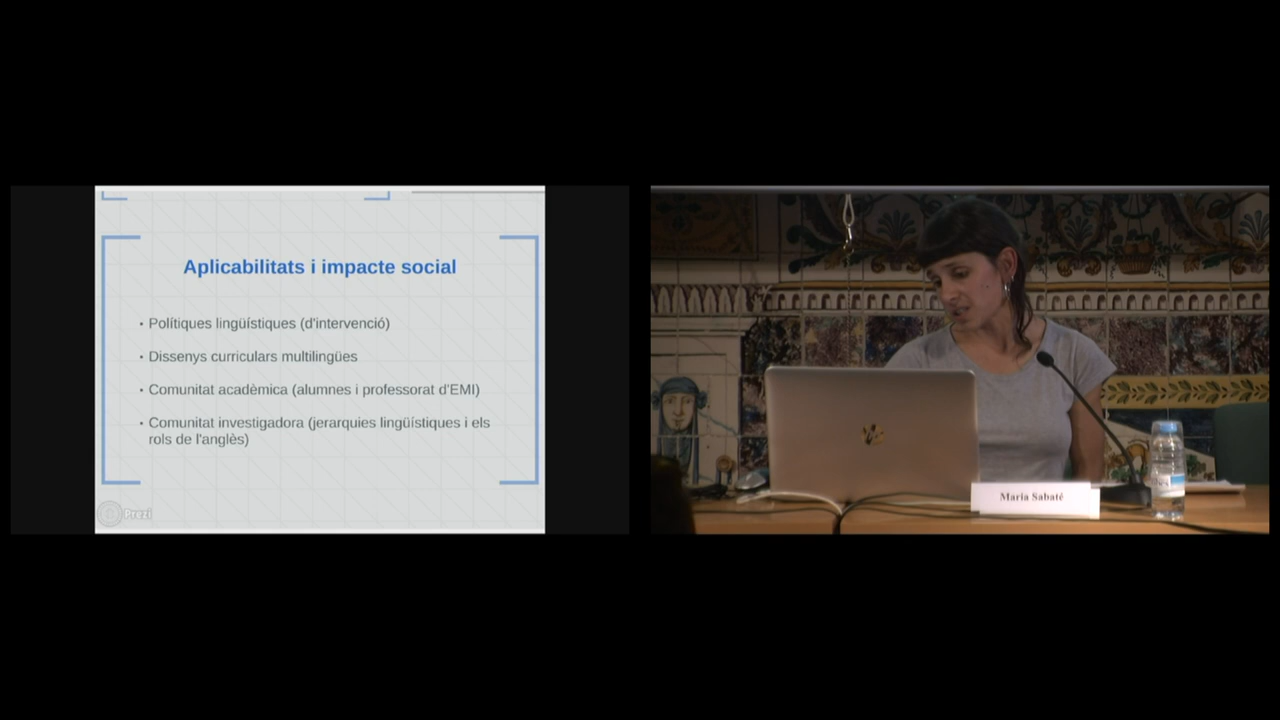 Aplicabilitats i impacte social
• Polítiques lingüístiques (d'intervenció)
• Dissenys curriculars multilingües
• Comunitat acadèmica (alumnes i professorat d'EMI)
• Comunitat investigadora (jerarquies lingüístiques i els
rols de l'anglès)
Prezi
Maria Sabaté